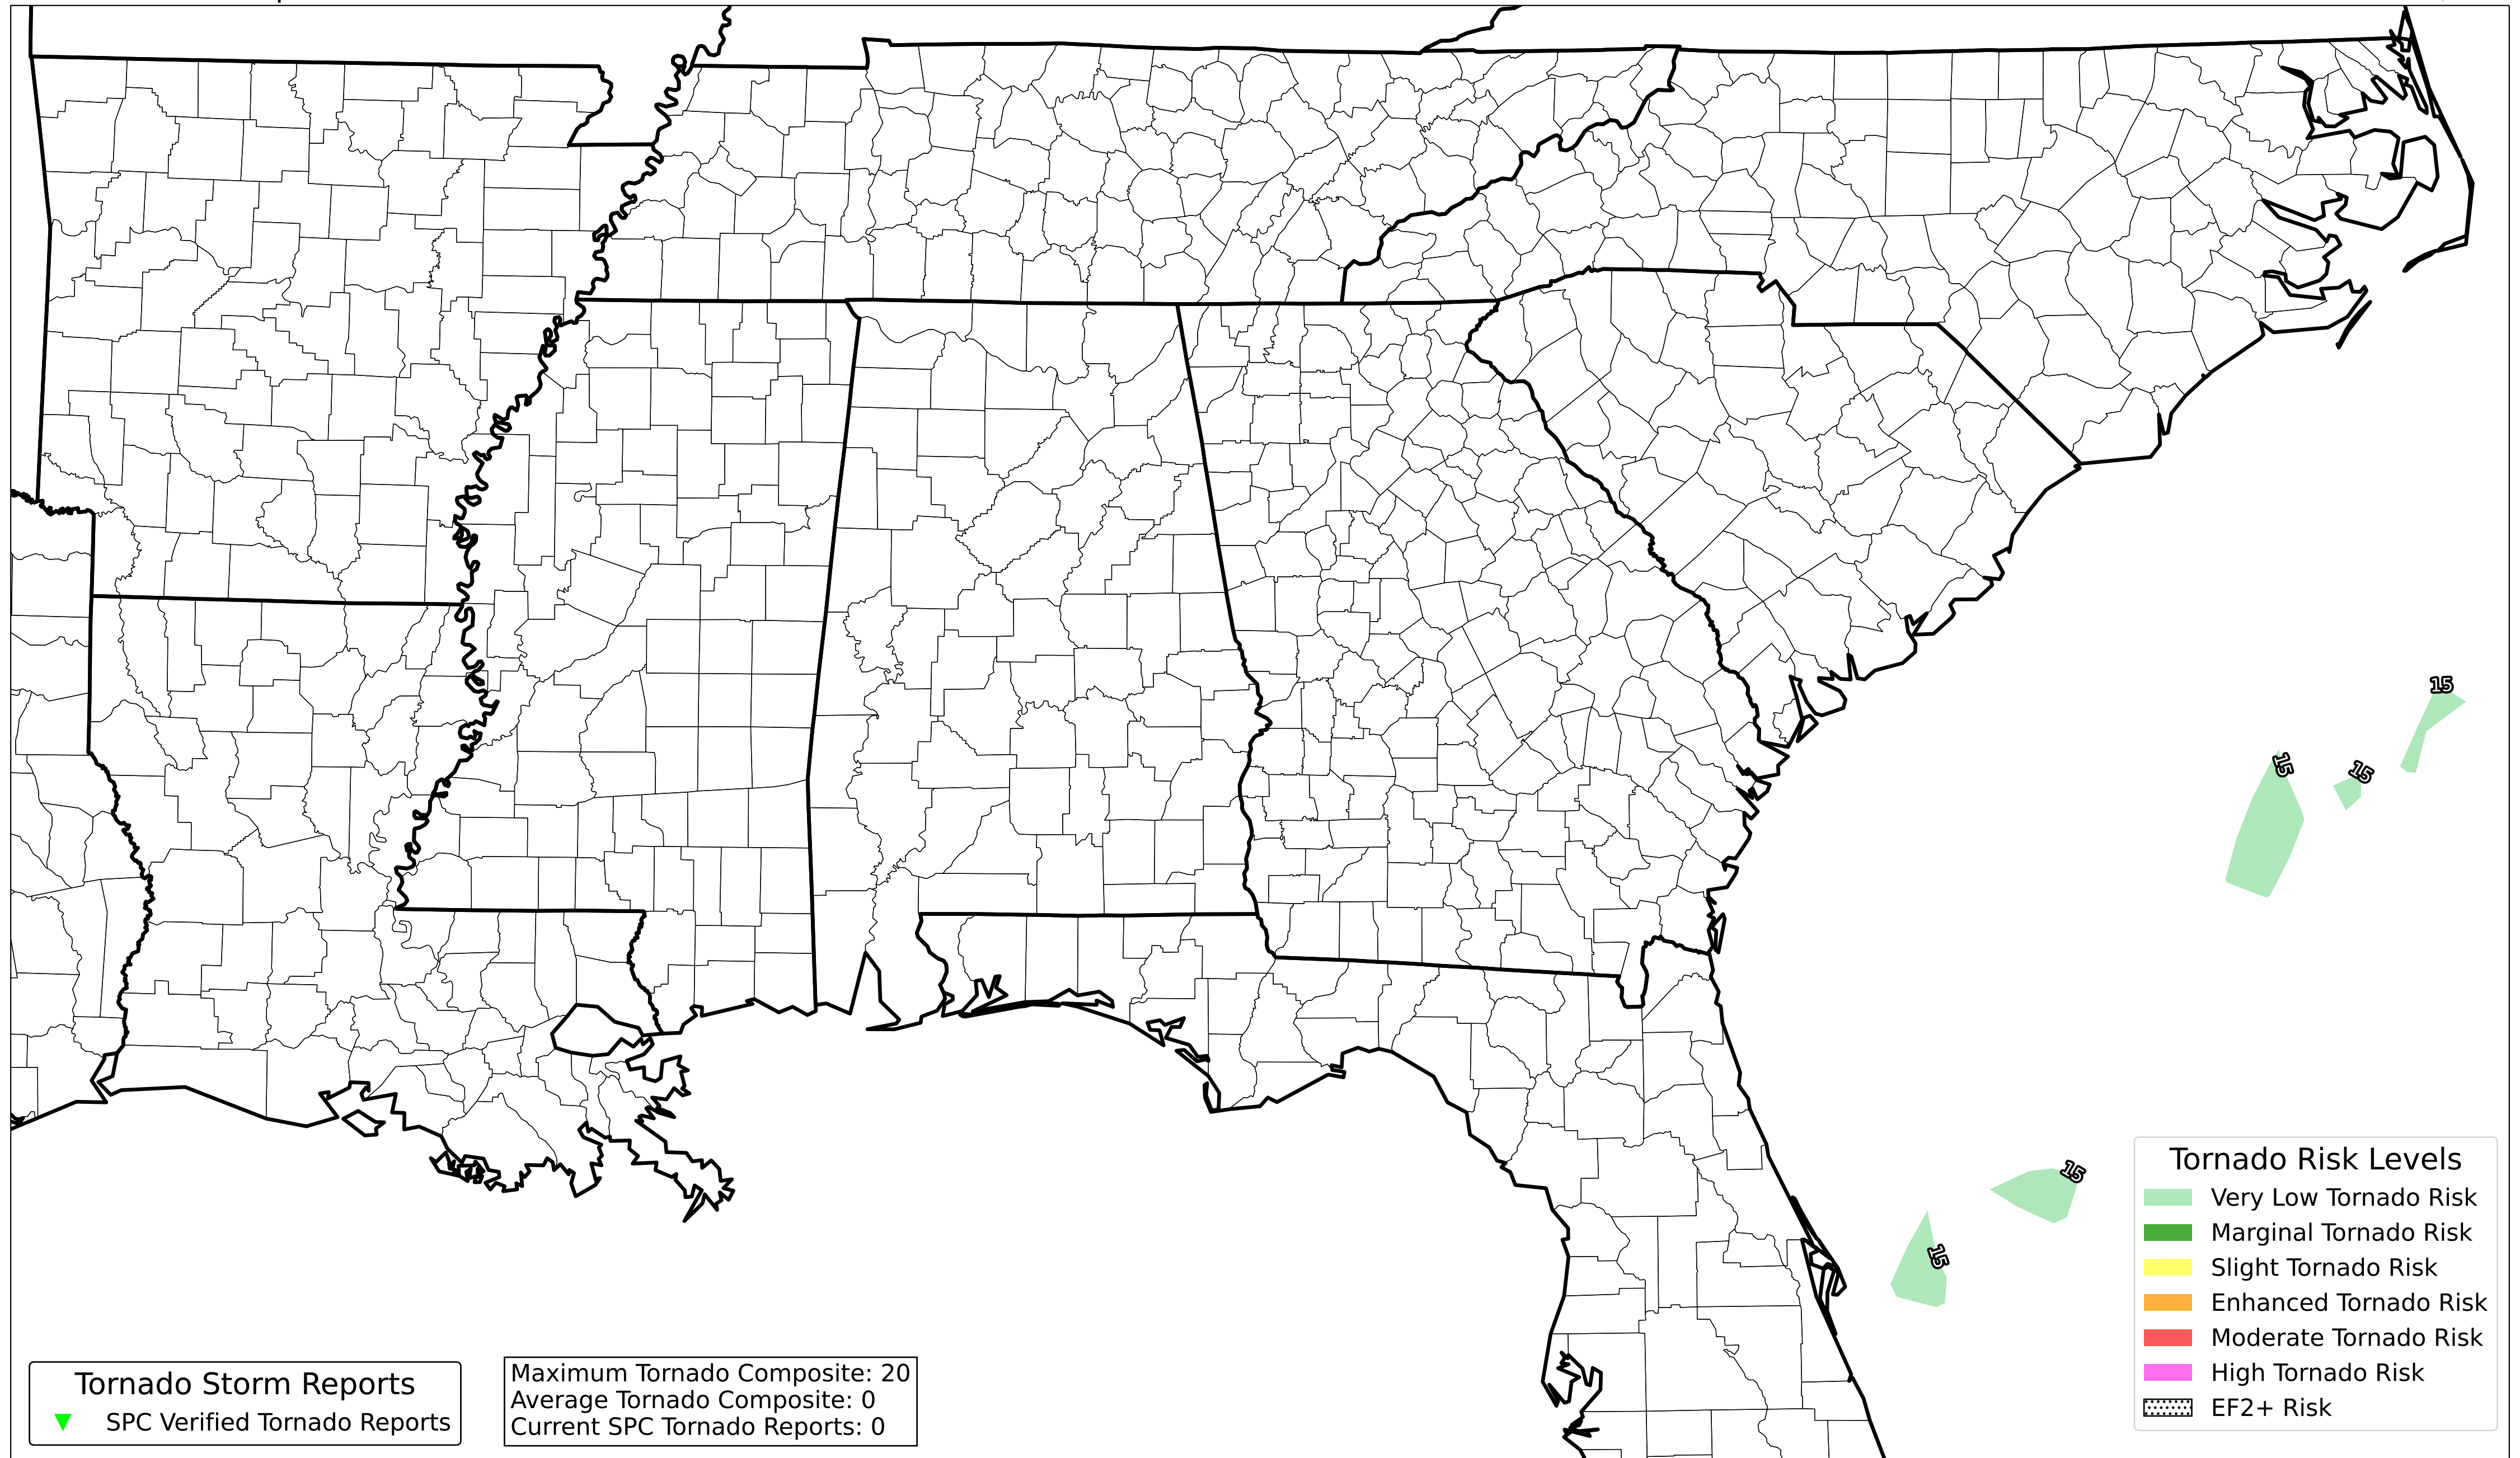 15
15
15
15
15
Tornado Risk Levels
Very Low Tornado Risk
Marginal Tornado Risk
Slight Tornado Risk
Enhanced Tornado Risk
Moderate Tornado Risk
High Tornado Risk
EF2+ Risk
Tornado Storm Reports
SPC Verified Tornado Reports
Maximum Tornado Composite: 20
Average Tornado Composite: 0
Current SPC Tornado Reports: 0